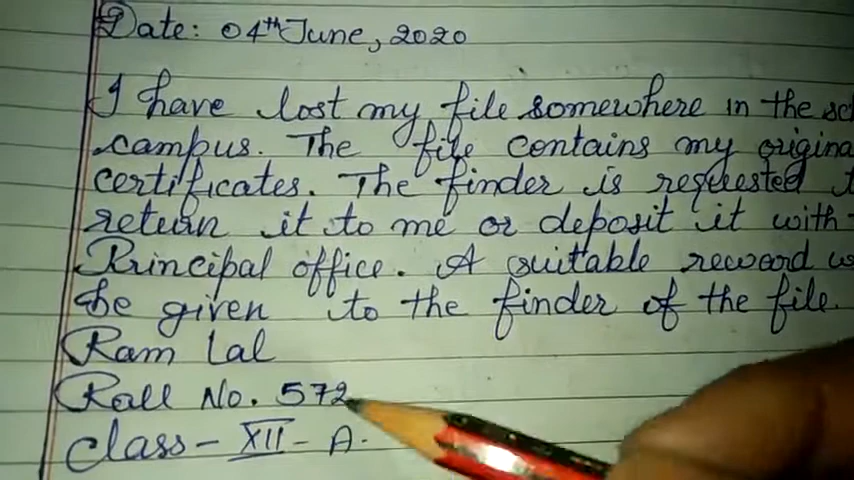 Date: 04th June, 2020
I have lost my file somewhere in the
campus. The file contains my
certificates. The finder is requested
return it to me or deposit it with
Principal office. A suitable reward
be given to the finder of the file.
Ram Lal
Roll No. 572
Class - XII - A.